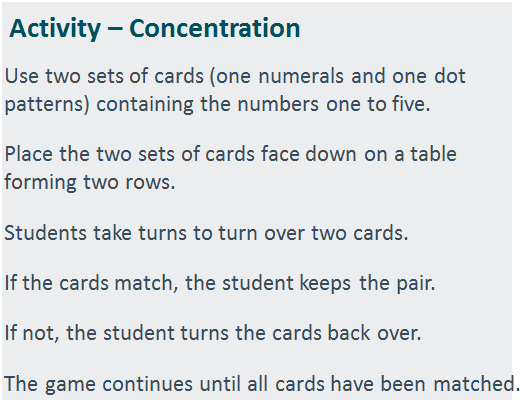 Activity – Concentration
Use two sets of cards (one numerals and one dot
patterns) containing the numbers one to five.
Place the two sets of cards face down on a table
forming two rows.
Students take turns to turn over two cards.
If the cards match, the student keeps the pair.
If not, the student turns the cards back over.
The game continues until all cards have been matched.